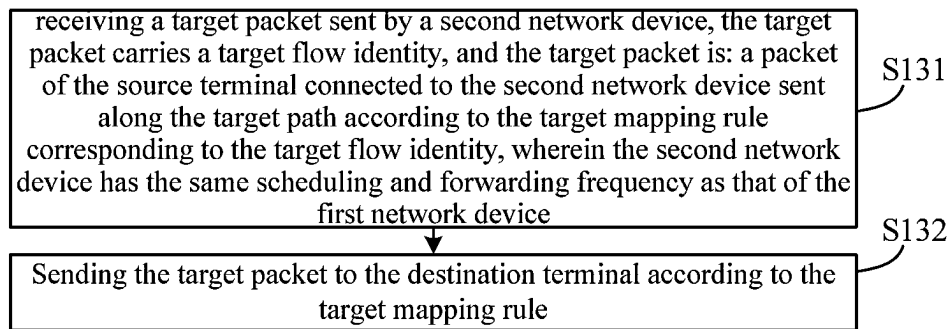 receiving a target packet sent by a second network device, the target
packet carries a target flow identity, and the target packet is: a packet
of the source terminal connected to the second network device sent
along the target path according to the target mapping rule
corresponding to the target flow identity, wherein the second network
device has the same scheduling and forwarding frequency as that of the
first network device
S131
Sending the target packet to the destination terminal according to the
target mapping rule
S132